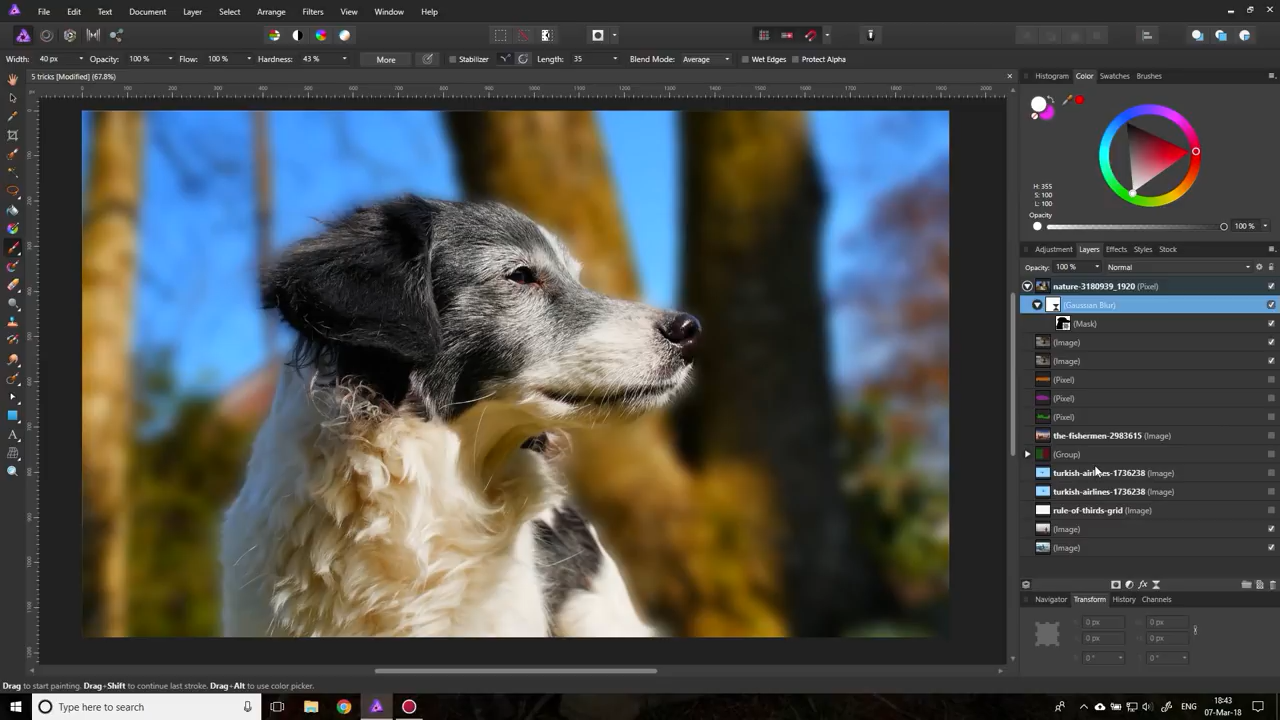 File Edit Text Document Layer Select Arrange Filters View Window Help
Width: 40 px Opacity: 100 % Flow: 100 % Hardness: 43 % More Stabilizer Length: 35 Blend Mode: Average Wet Edges Protect Alpha
5 tricks [Modified] (67.8%)
Histogram Color Swatches Brushes
H: 355
S: 100
L: 100
Opacity
100 %
Adjustment Layers Effects Styles Stock
Opacity: 100 % Normal
nature-3180939_1920 (Pixel)
(Gaussian Blur)
(Mask)
(Image)
(Image)
(Pixel)
(Pixel)
(Pixel)
the-fishermen-2983615 (Image)
(Group)
turkish-airlines-1736238 (Image)
turkish-airlines-1736238 (Image)
rule-of-thirds-grid (Image)
(Image)
(Image)
Navigator Transform History Channels
X: 0 px W: 0 px
Y: 0 px H: 0 px
R: 0 ° S: 0 °
Drag to start painting. Drag+Shift to continue last stroke. Drag+Alt to use color picker.
Type here to search
ENG
18:43
07-Mar-18